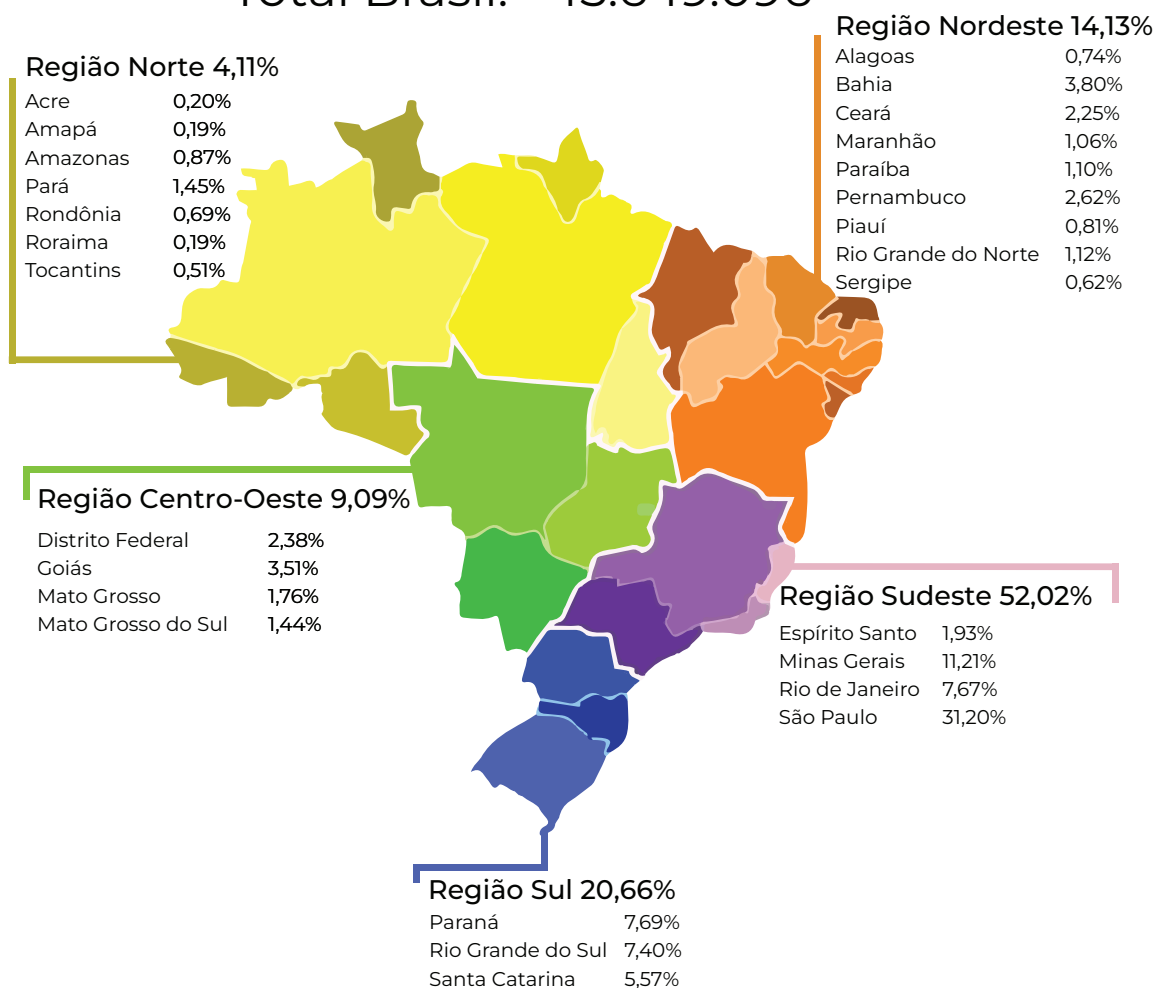 Total Brasil:
Região Norte 4,11%
Acre 0,20%
Amapá 0,19%
Amazonas 0,87%
Pará 1,45%
Rondônia 0,69%
Roraima 0,19%
Tocantins 0,51%
Região Nordeste 14,13%
Alagoas 0,74%
Bahia 3,80%
Ceará 2,25%
Maranhão 1,06%
Paraíba 1,10%
Pernambuco 2,62%
Piauí 0,81%
Rio Grande do Norte 1,12%
Sergipe 0,62%
Região Centro-Oeste 9,09%
Distrito Federal 2,38%
Goiás 3,51%
Mato Grosso 1,76%
Mato Grosso do Sul 1,44%
Região Sudeste 52,02%
Espírito Santo 1,93%
Minas Gerais 11,21%
Rio de Janeiro 7,67%
São Paulo 31,20%
Região Sul 20,66%
Paraná 7,69%
Rio Grande do Sul 7,40%
Santa Catarina 5,57%